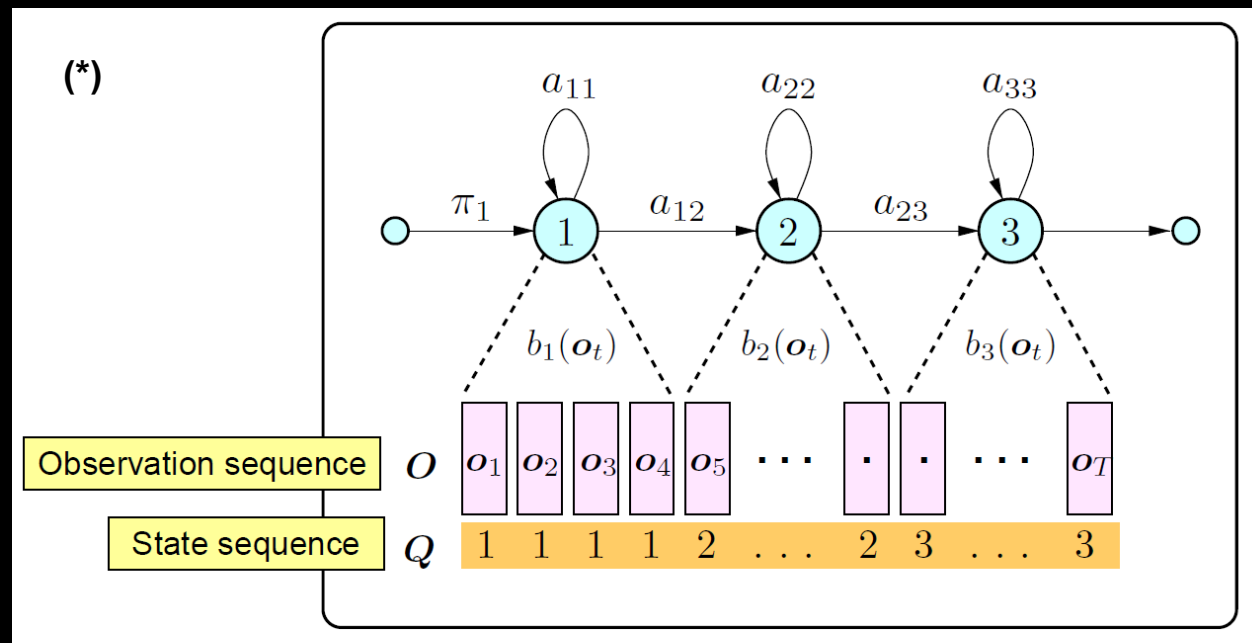 (*)
a₁₁ a₂₂ a₃₃
π₁ a₁₂ a₂₃
1 2 3
b₁(oₜ) b₂(oₜ) b₃(oₜ)
Observation sequence O o₁ o₂ o₃ o₄ o₅ · · · · · · · · o_T
State sequence Q 1 1 1 1 2 . . . 2 3 . . . 3